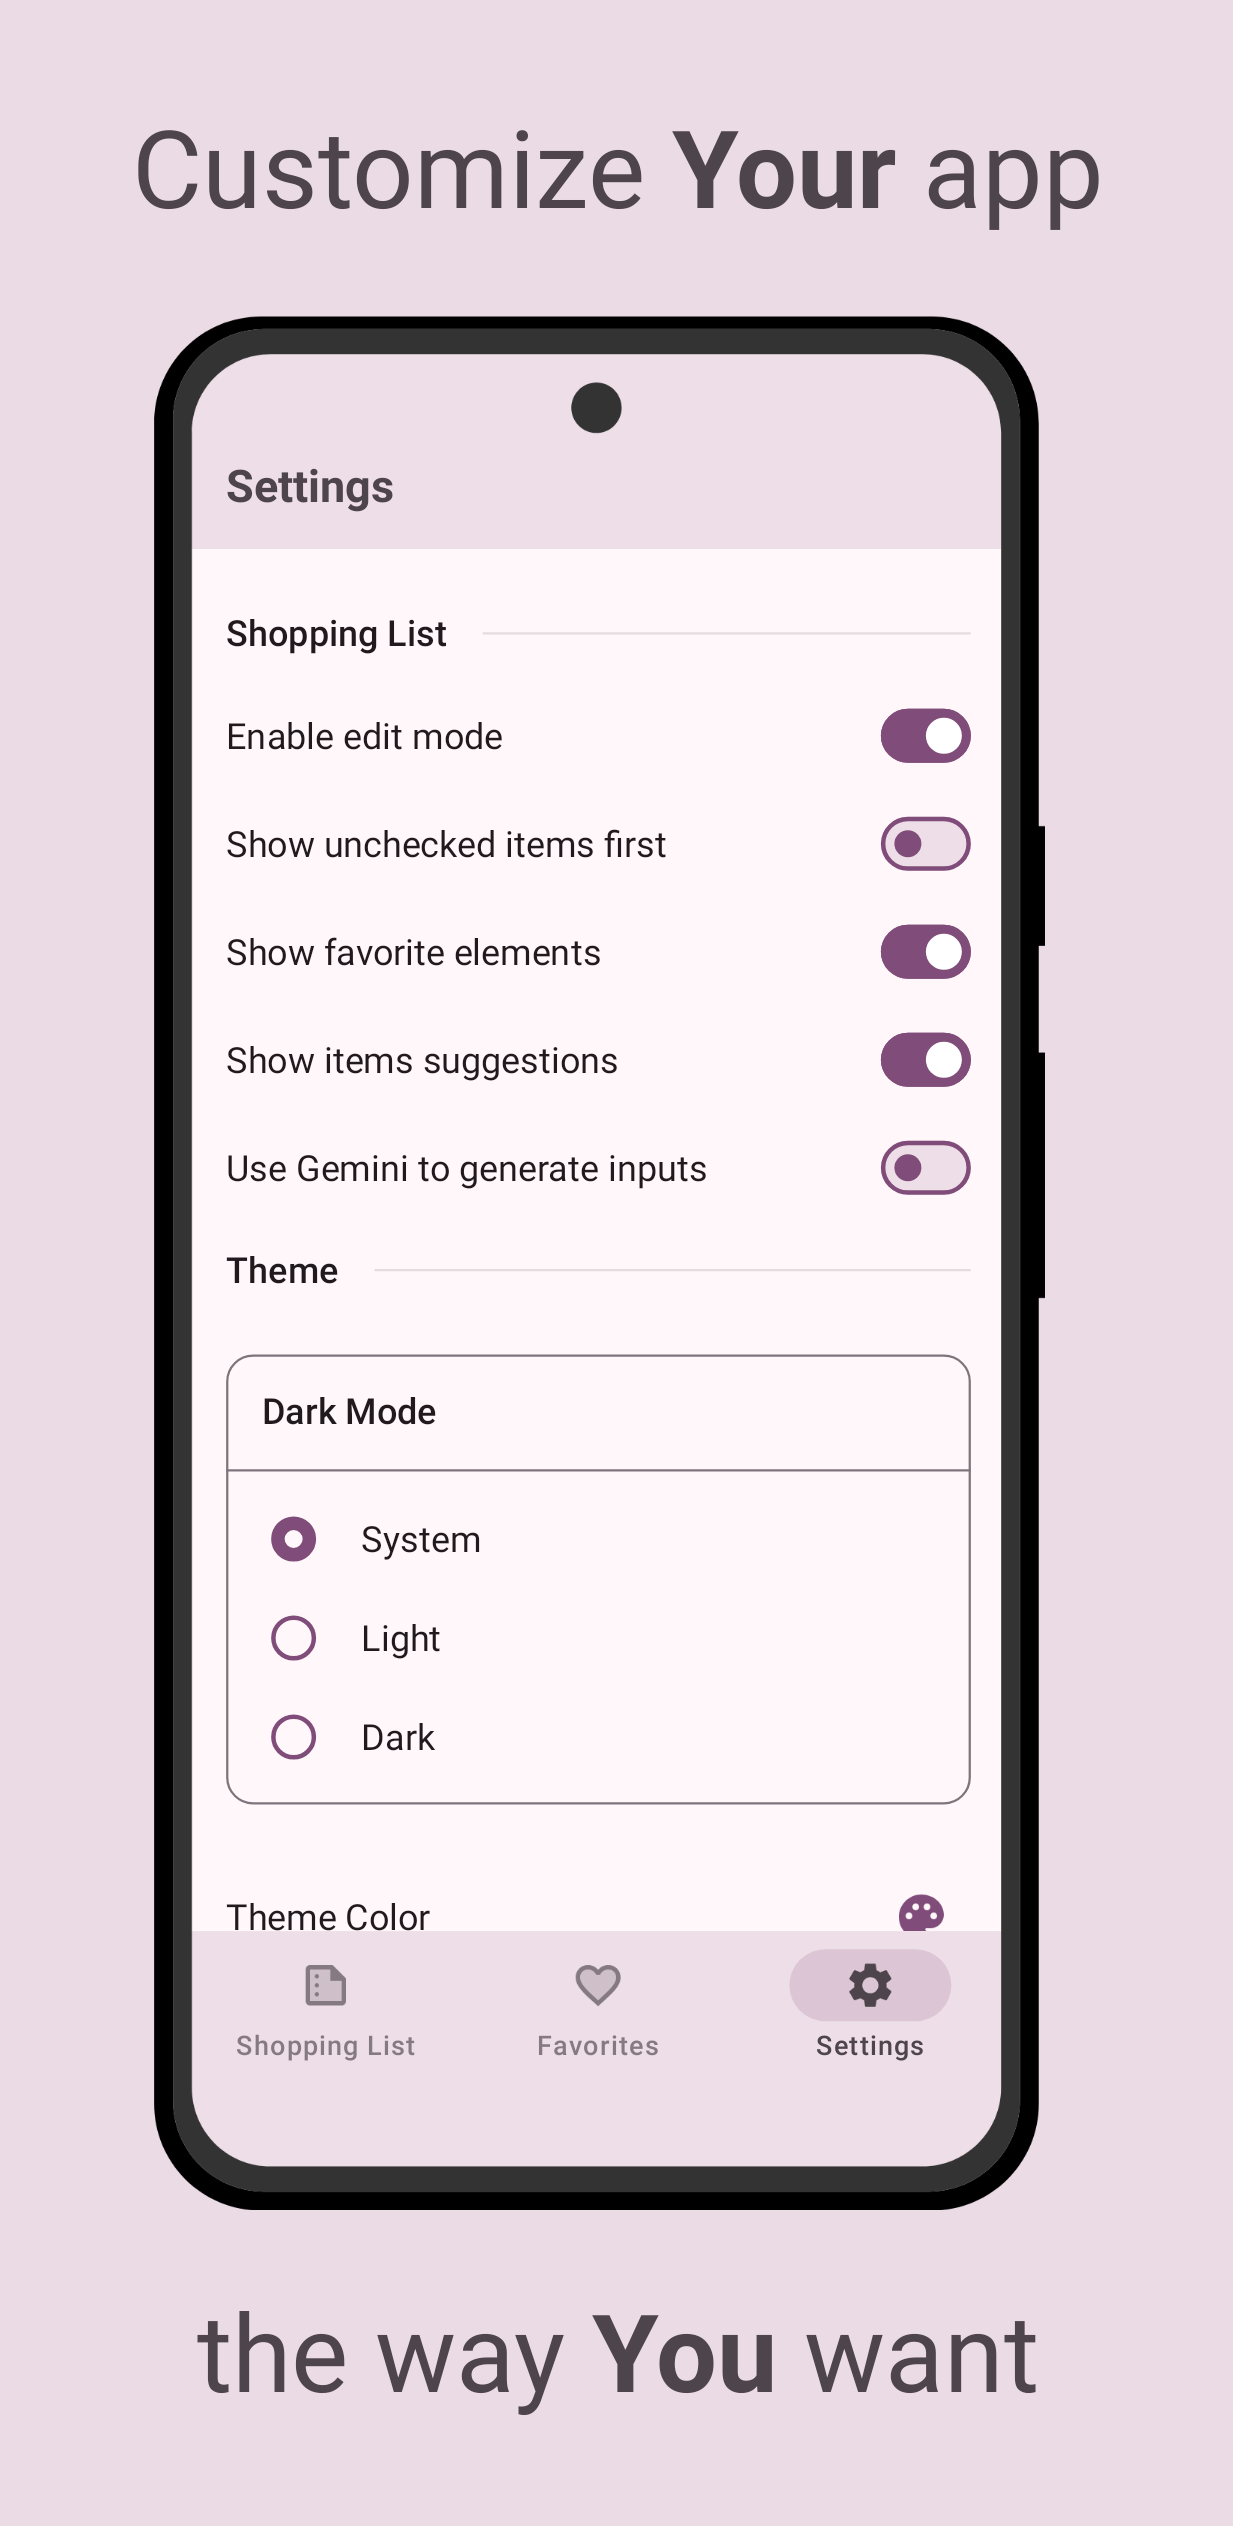 Customize Your app
Settings
Shopping List
Enable edit mode
Show unchecked items first
Show favorite elements
Show items suggestions
Use Gemini to generate inputs
Theme
Dark Mode
System
Light
Dark
Theme Color
Shopping List
Favorites
Settings
the way You want